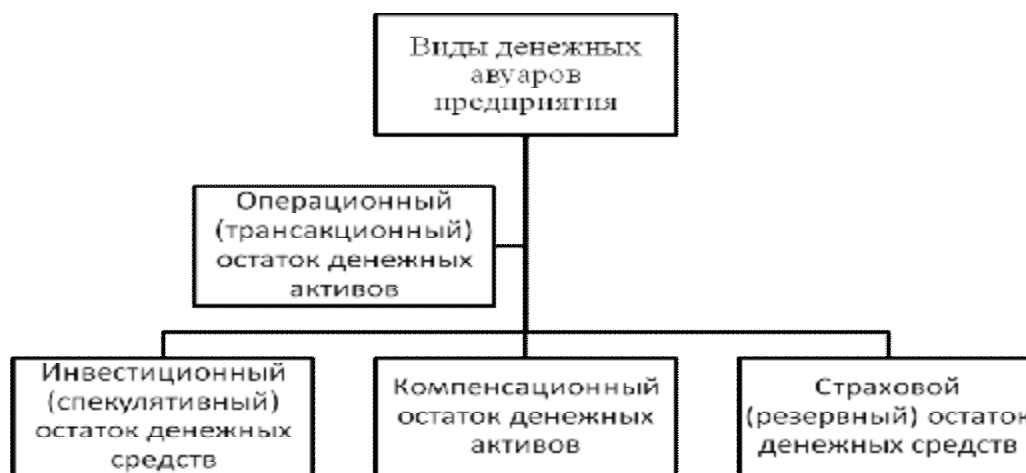 Виды денежных
авуаров
предприятия
Операционный
(трансакционный)
остаток денежных
активов
Инвестиционный
(спекулятивный)
остаток денежных
средств
Компенсационный
остаток денежных
активов
Страховой
(резервный) остаток
денежных средств